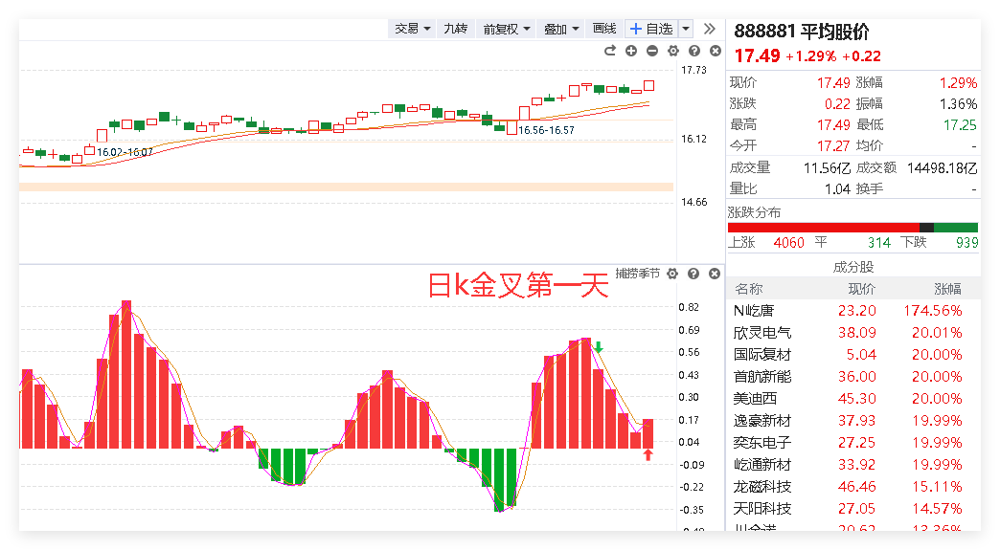 交易 九转 前复权 叠加 画线 自选
17.73
16.12
14.66
16.02-16.07
16.56-16.57
日k金叉第一天
捕捞季节
0.82
0.69
0.56
0.43
0.30
0.17
0.04
-0.09
-0.22
-0.35
888881 平均股价
17.49 +1.29% +0.22
现价 17.49 涨幅 1.29%
涨跌 0.22 振幅 1.36%
最高 17.49 最低 17.25
今开 17.27 均价 -
成交量 11.56亿 成交额 14498.18亿
量比 1.04 换手 -
涨跌分布
上涨 4060 平 314 下跌 939
成分股
名称 现价 涨幅
N屹唐 23.20 174.56%
欣灵电气 38.09 20.01%
国际复材 5.04 20.00%
首航新能 36.00 20.00%
美迪西 45.30 20.00%
逸豪新材 37.93 19.99%
奕东电子 27.25 19.99%
屹通新材 33.92 19.99%
龙磁科技 46.46 15.11%
天阳科技 27.05 14.57%